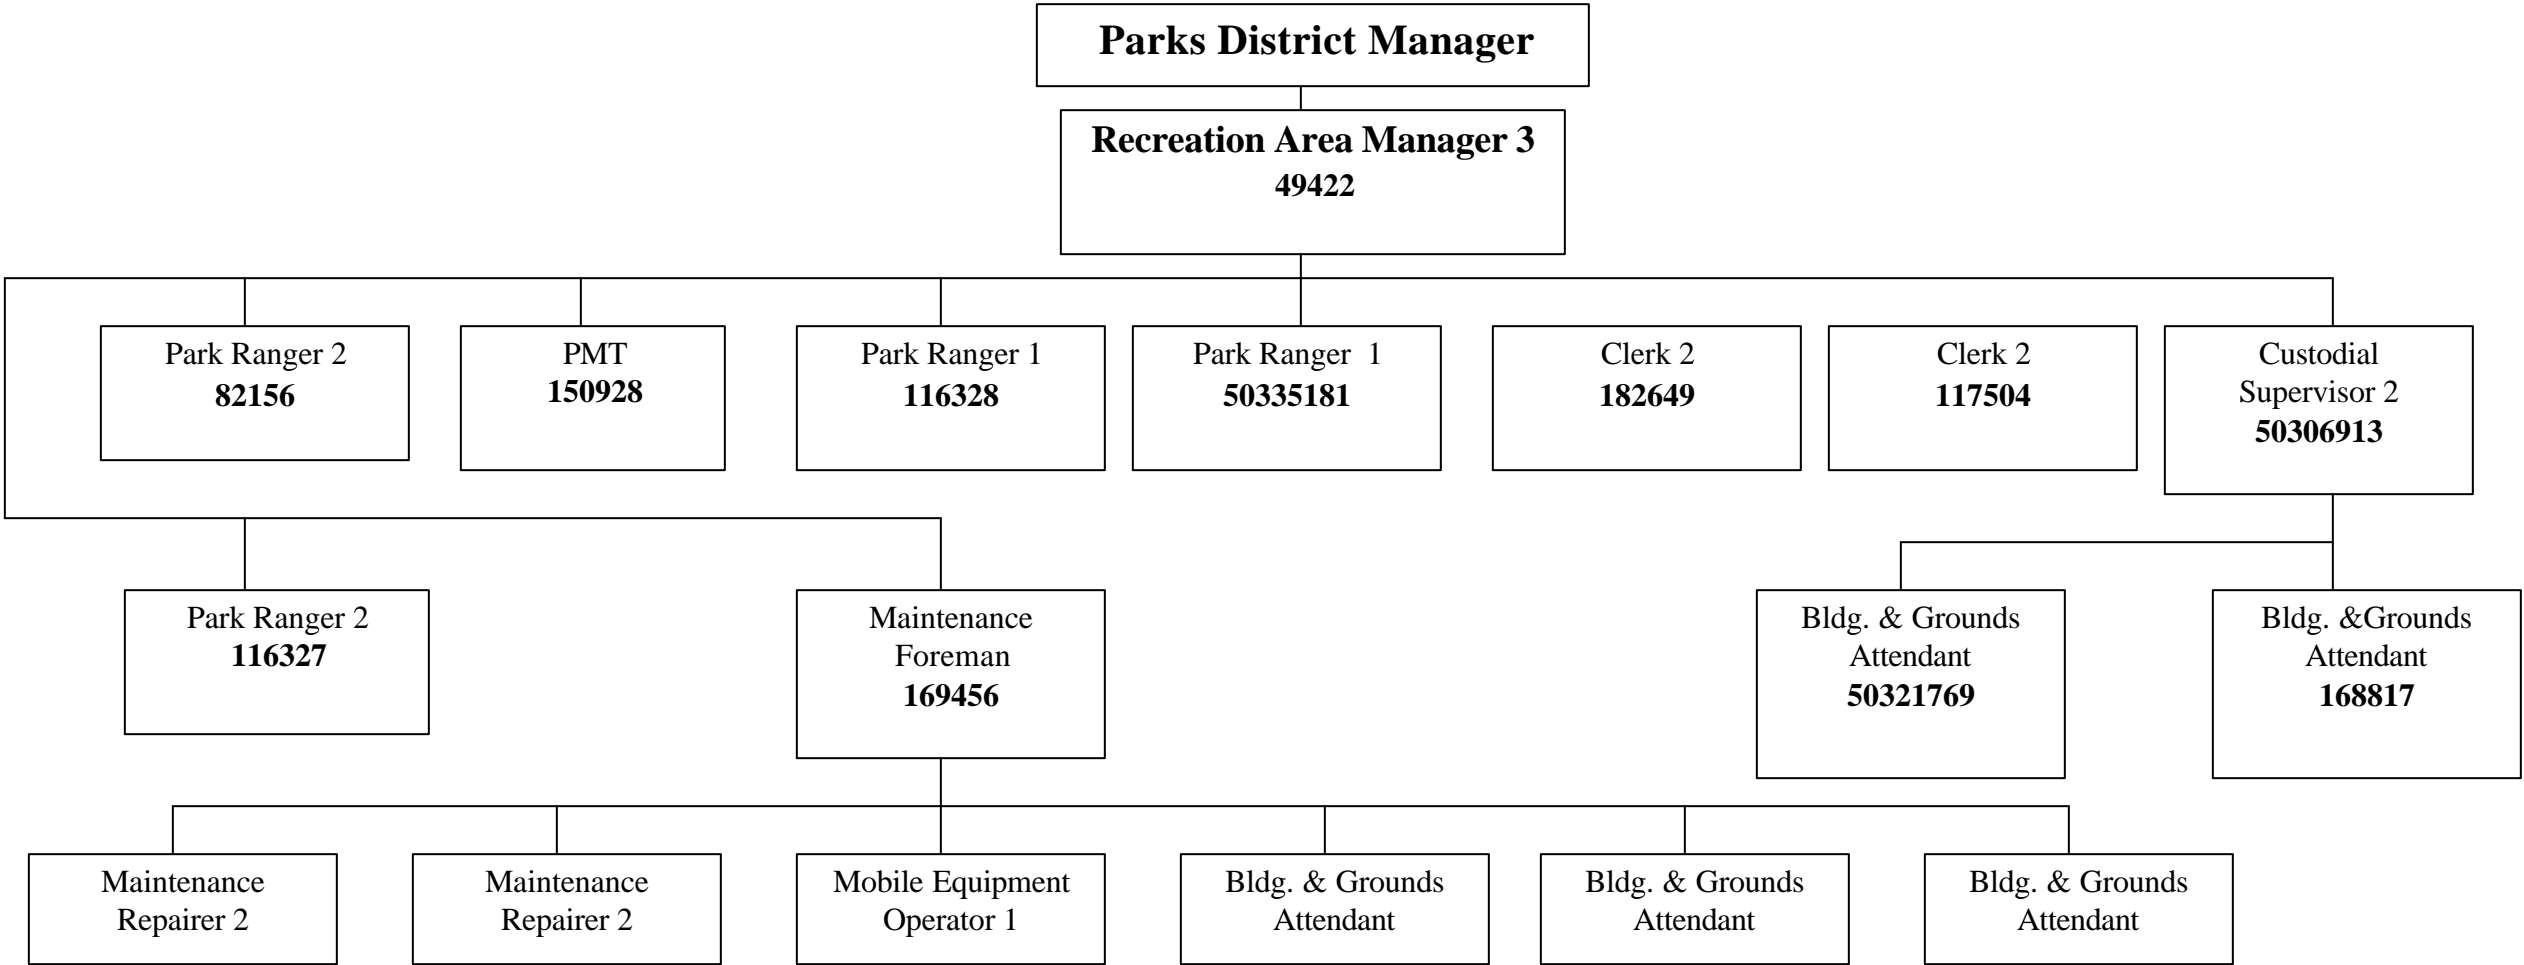 Parks District Manager
Recreation Area Manager 3
49422
Park Ranger 2
82156
PMT
150928
Park Ranger 1
116328
Park Ranger  1
50335181
Clerk 2
182649
Clerk 2
117504
Custodial
Supervisor 2
50306913
Park Ranger 2
116327
Maintenance
Foreman
169456
Bldg. & Grounds
Attendant
50321769
Bldg. &Grounds
Attendant
168817
Maintenance
Repairer 2
Maintenance
Repairer 2
Mobile Equipment
Operator 1
Bldg. & Grounds
Attendant
Bldg. & Grounds
Attendant
Bldg. & Grounds
Attendant